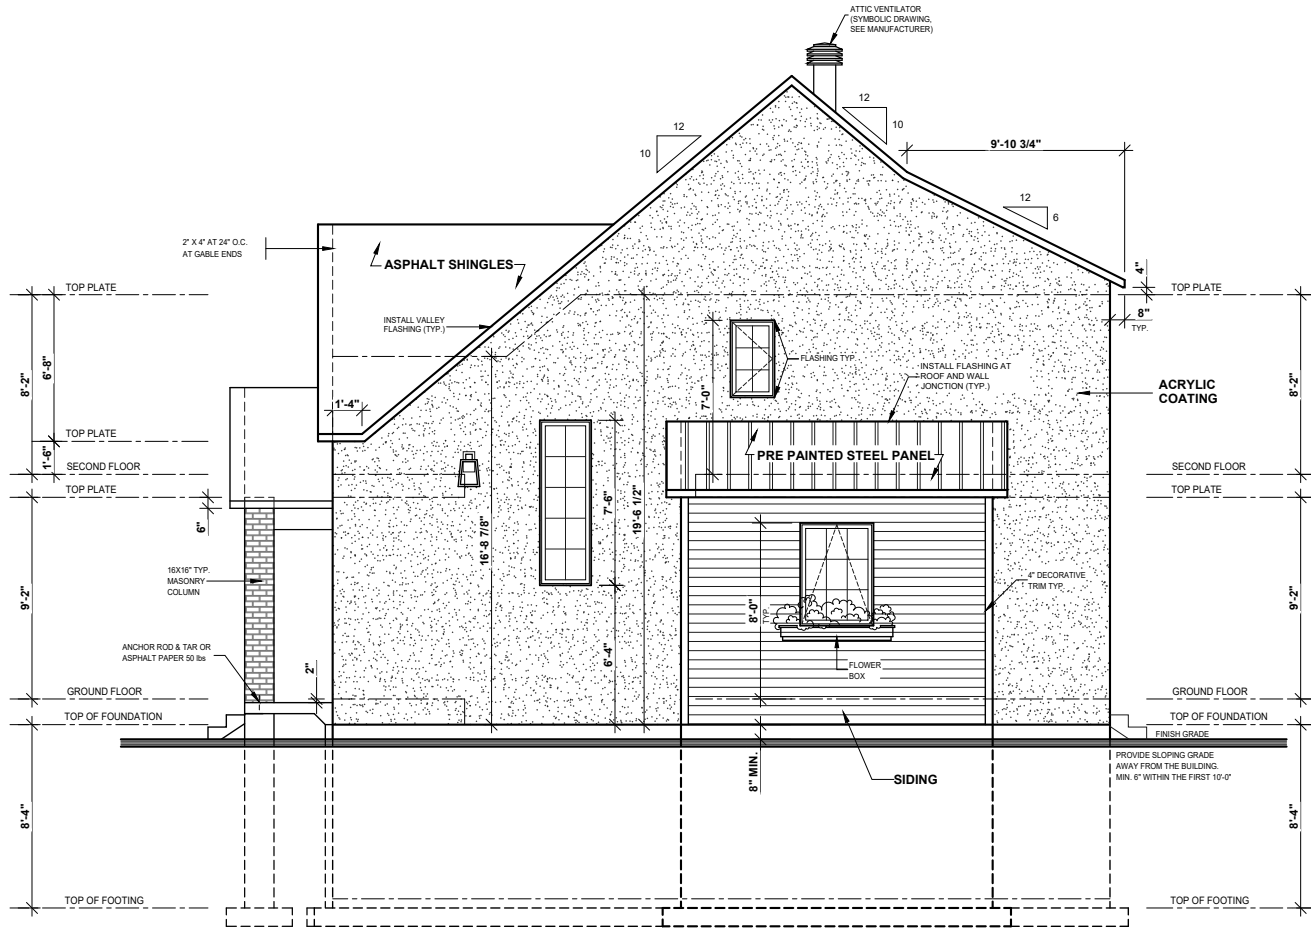 ATTIC VENTILATOR
(SYMBOLIC DRAWING,
SEE MANUFACTURER)
12
10
12
10
9'-10 3/4"
12
6
2" X 4" AT 24" O.C.
AT GABLE ENDS
ASPHALT SHINGLES
4"
TOP PLATE
TOP PLATE
8"
TYP.
INSTALL VALLEY
FLASHING (TYP.)
FLASHING TYP.
INSTALL FLASHING AT
ROOF AND WALL
JONCTION (TYP.)
ACRYLIC
COATING
8'-2"
6'-8"
1'-4"
7'-0"
8'-2"
TOP PLATE
1'-6"
SECOND FLOOR
TOP PLATE
PRE PAINTED STEEL PANEL
SECOND FLOOR
TOP PLATE
6"
7'-6"
19'-6 1/2"
16'-8 7/8"
16X16" TYP.
MASONRY
COLUMN
9'-2"
8'-0"
TYP.
4" DECORATIVE
TRIM TYP.
9'-2"
ANCHOR ROD & TAR OR
ASPHALT PAPER 50 lbs
2"
6'-4"
FLOWER
BOX
GROUND FLOOR
TOP OF FOUNDATION
GROUND FLOOR
TOP OF FOUNDATION
FINISH GRADE
PROVIDE SLOPING GRADE
AWAY FROM THE BUILDING.
MIN. 6" WITHIN THE FIRST 10'-0"
8" MIN.
SIDING
8'-4"
8'-4"
TOP OF FOOTING
TOP OF FOOTING